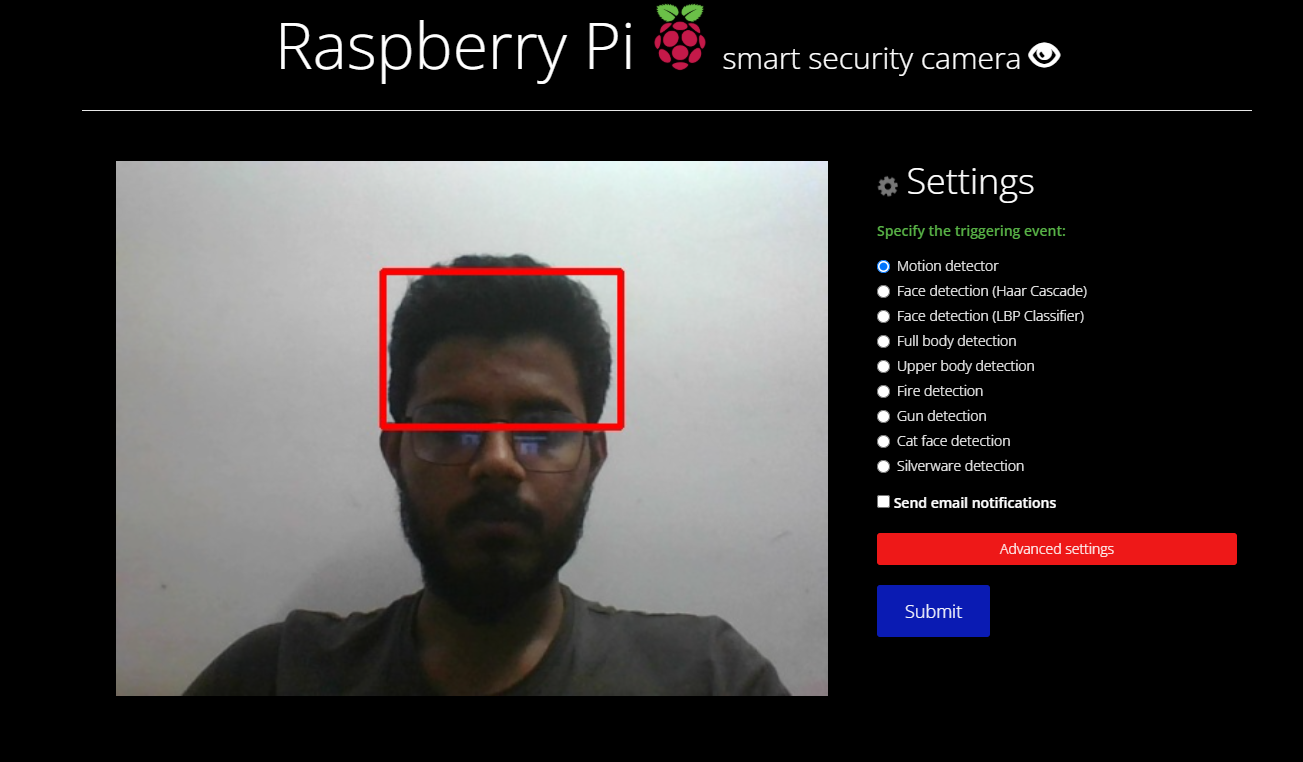 Raspberry Pi smart security camera
Settings
Specify the triggering event:
Motion detector
Face detection (Haar Cascade)
Face detection (LBP Classifier)
Full body detection
Upper body detection
Fire detection
Gun detection
Cat face detection
Silverware detection
Send email notifications
Advanced settings
Submit